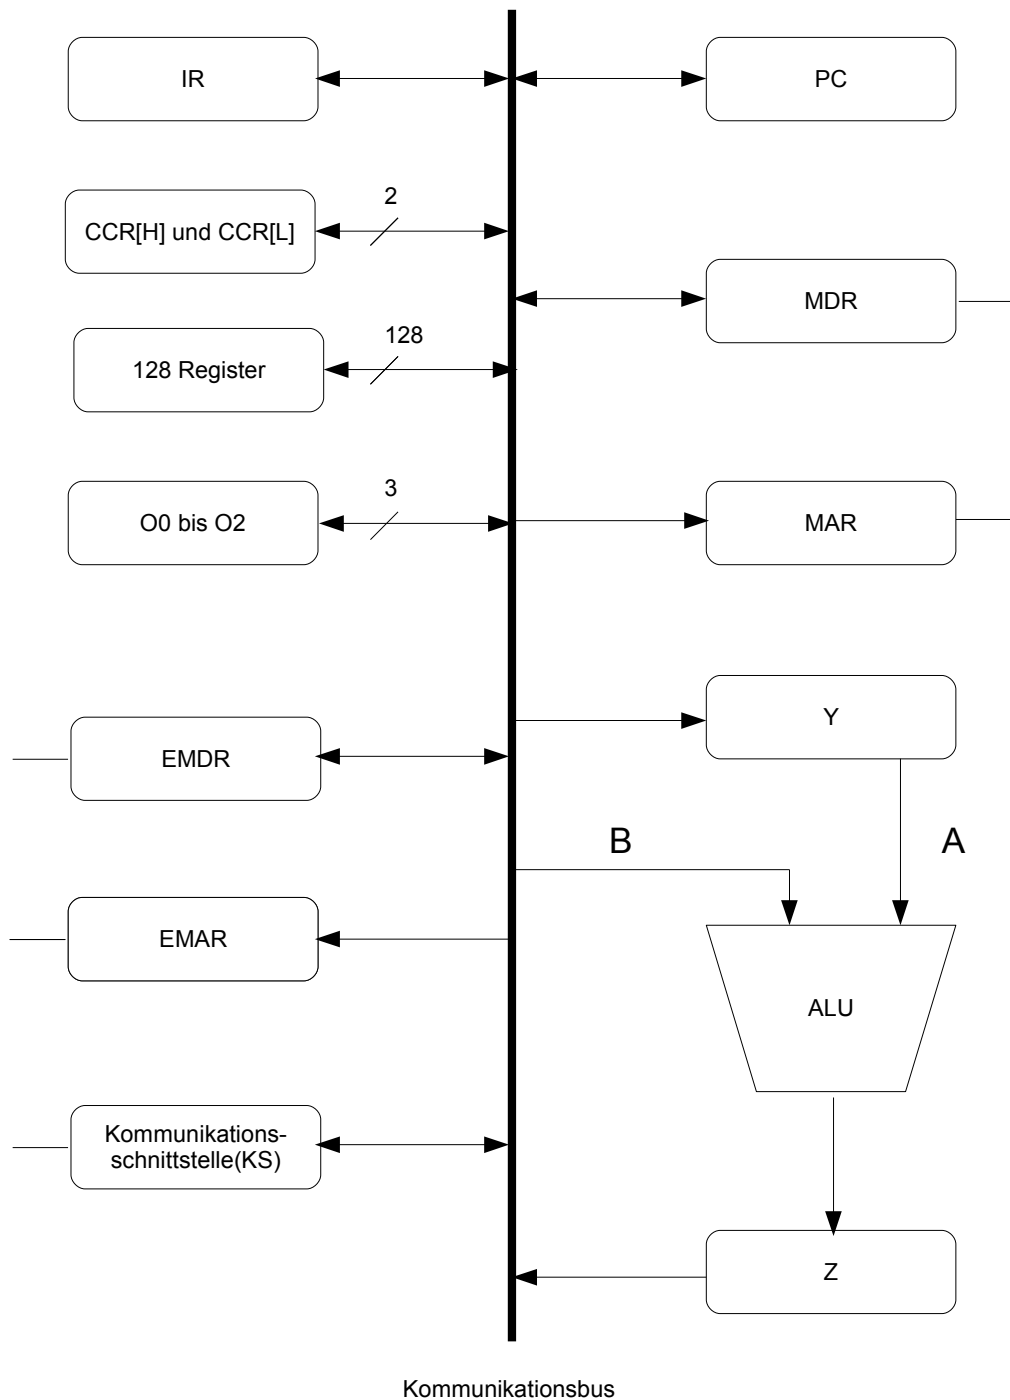 IR
PC
2
CCR[H] und CCR[L]
MDR
128
128 Register
3
O0 bis O2
MAR
Y
EMDR
B
A
EMAR
ALU
Kommunikations-
schnittstelle(KS)
Z
Kommunikationsbus